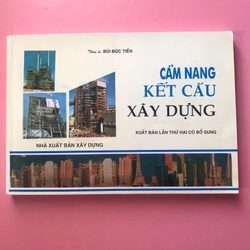 Thạc sĩ. BÙI ĐỨC TIỂN
CẨM NANG
KẾT CẤU
XÂY DỰNG
XUẤT BẢN LẦN THỨ HAI CÓ BỔ SUNG
NHÀ XUẤT BẢN XÂY DỰNG